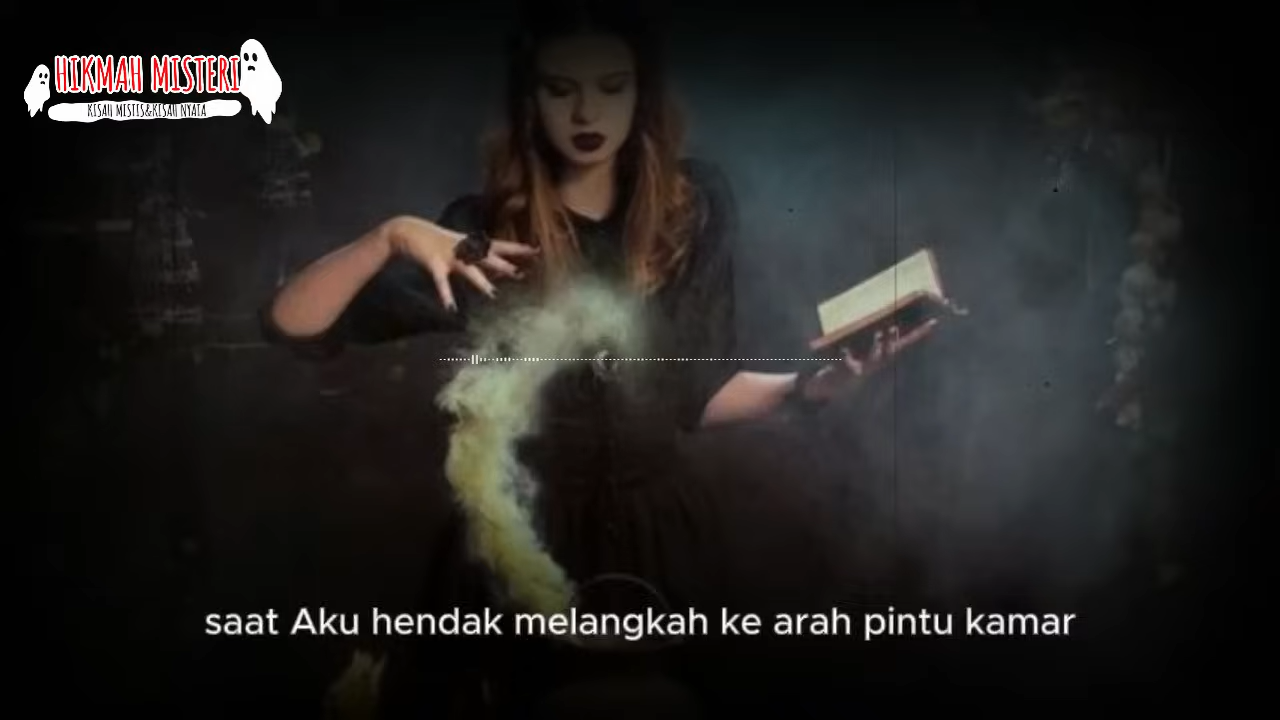 HIKMAH MISTERI
KISAH MISTIS&KISAH NYATA
saat Aku hendak melangkah ke arah pintu kamar